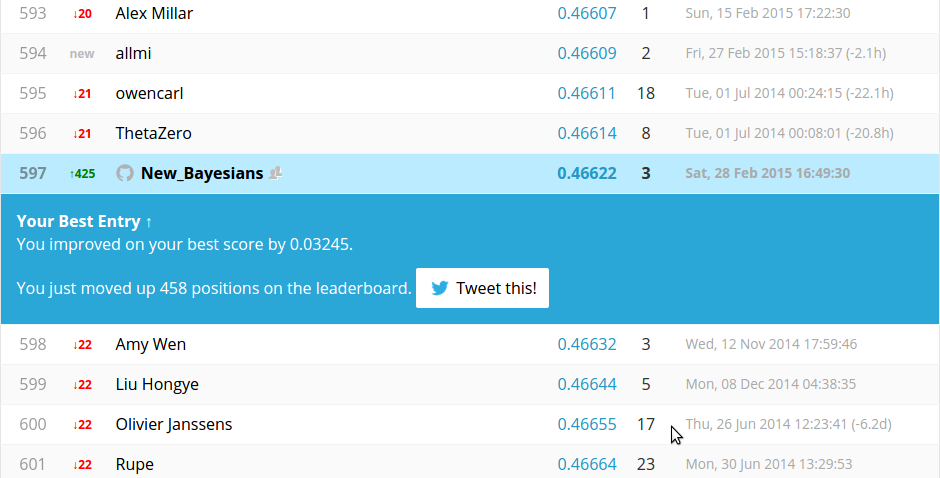 593 ↓20 Alex Millar 0.46607 1 Sun, 15 Feb 2015 17:22:30
594 new allmi 0.46609 2 Fri, 27 Feb 2015 15:18:37 (-2.1h)
595 ↓21 owencarl 0.46611 18 Tue, 01 Jul 2014 00:24:15 (-22.1h)
596 ↓21 ThetaZero 0.46614 8 Tue, 01 Jul 2014 00:08:01 (-20.8h)
597 ↑425 New_Bayesians 0.46622 3 Sat, 28 Feb 2015 16:49:30
Your Best Entry ↑
You improved on your best score by 0.03245.
You just moved up 458 positions on the leaderboard. Tweet this!
598 ↓22 Amy Wen 0.46632 3 Wed, 12 Nov 2014 17:59:46
599 ↓22 Liu Hongye 0.46644 5 Mon, 08 Dec 2014 04:38:35
600 ↓22 Olivier Janssens 0.46655 17 Thu, 26 Jun 2014 12:23:41 (-6.2d)
601 ↓22 Rupe 0.46664 23 Mon, 30 Jun 2014 13:29:53